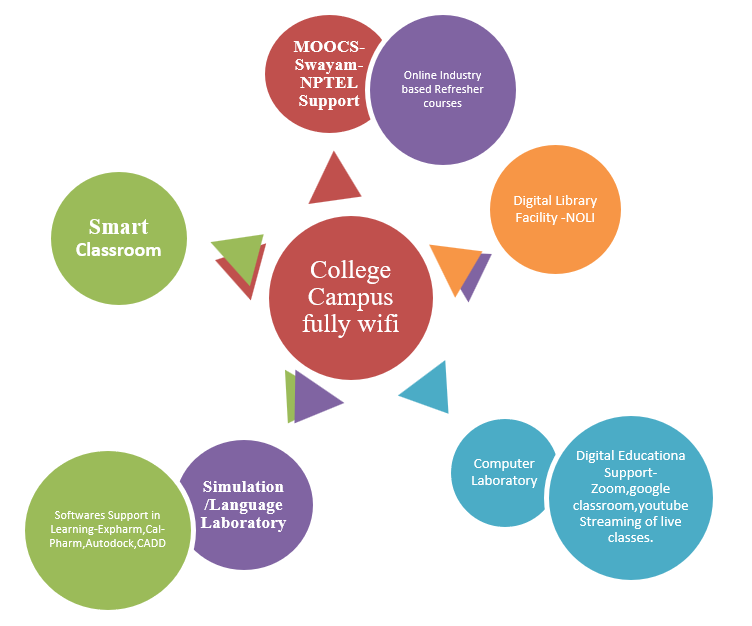 MOOCS-
Swayam-
NPTEL
Support
Online Industry
based Refresher
courses
Digital Library
Facility -NOLI
Smart
Classroom
College
Campus
fully wifi
Computer
Laboratory
Digital Educationa
Support-
Zoom,google
classroom,youtube
Streaming of live
classes.
Simulation
/Language
Laboratory
Softwares Support in
Learning-Expharm,Cal-
Pharm,Autodock,CADD